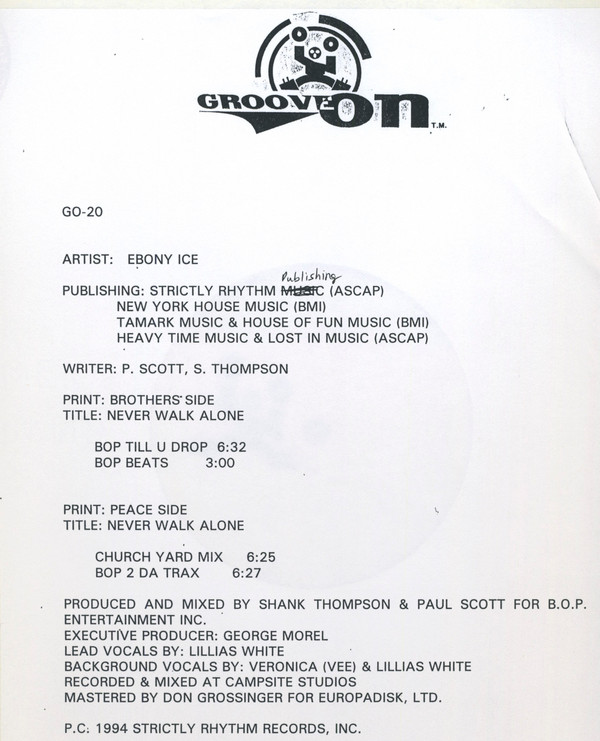 GROOVE on T.M.
GO-20
ARTIST: EBONY ICE
Publishing
PUBLISHING: STRICTLY RHYTHM MUSIC (ASCAP)
NEW YORK HOUSE MUSIC (BMI)
TAMARK MUSIC & HOUSE OF FUN MUSIC (BMI)
HEAVY TIME MUSIC & LOST IN MUSIC (ASCAP)
WRITER: P. SCOTT, S. THOMPSON
PRINT: BROTHERS SIDE
TITLE: NEVER WALK ALONE
BOP TILL U DROP 6:32
BOP BEATS 3:00
PRINT: PEACE SIDE
TITLE: NEVER WALK ALONE
CHURCH YARD MIX 6:25
BOP 2 DA TRAX 6:27
PRODUCED AND MIXED BY SHANK THOMPSON & PAUL SCOTT FOR B.O.P.
ENTERTAINMENT INC.
EXECUTIVE PRODUCER: GEORGE MOREL
LEAD VOCALS BY: LILLIAS WHITE
BACKGROUND VOCALS BY: VERONICA (VEE) & LILLIAS WHITE
RECORDED & MIXED AT CAMPSITE STUDIOS
MASTERED BY DON GROSSINGER FOR EUROPADISK, LTD.
P.C. 1994 STRICTLY RHYTHM RECORDS, INC.